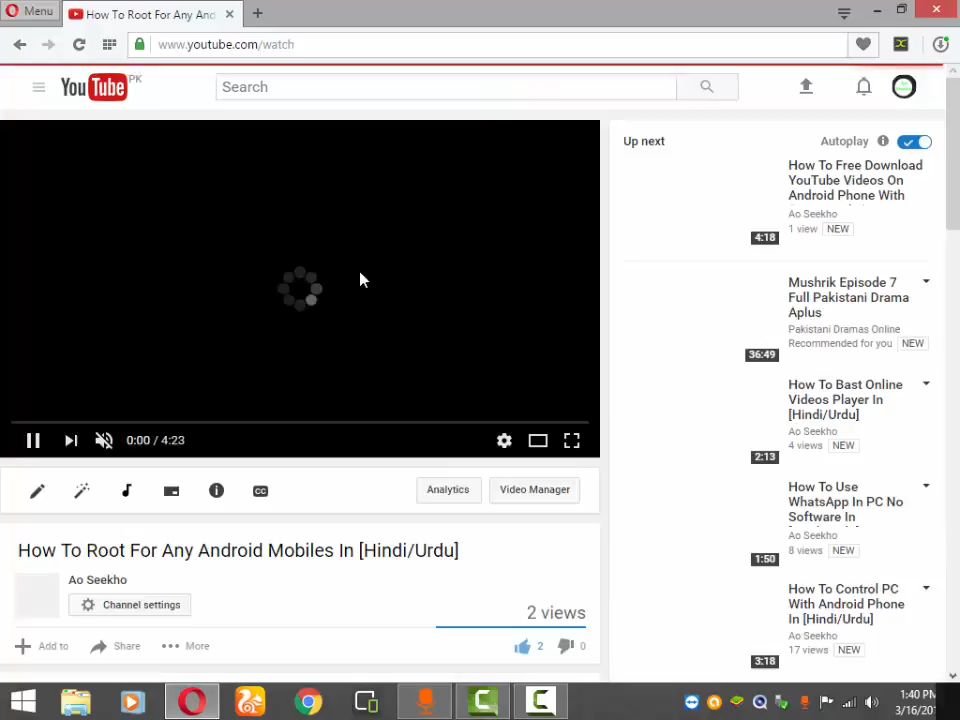 Menu
How To Root For Any And
www.youtube.com/watch
YouTube PK
Search
Up next
Autoplay
How To Free Download
YouTube Videos On
Android Phone With
Ao Seekho
1 view NEW
4:18
Mushrik Episode 7
Full Pakistani Drama
Aplus
Pakistani Dramas Online
Recommended for you NEW
36:49
How To Bast Online
Videos Player In
[Hindi/Urdu]
Ao Seekho
4 views NEW
2:13
How To Use
WhatsApp In PC No
Software In
Ao Seekho
8 views NEW
1:50
How To Control PC
With Android Phone
In [Hindi/Urdu]
Ao Seekho
17 views NEW
3:18
0:00 / 4:23
CC
Analytics
Video Manager
How To Root For Any Android Mobiles In [Hindi/Urdu]
Ao Seekho
Channel settings
2 views
Add to
Share
More
2
0
1:40 PM
3/16/20